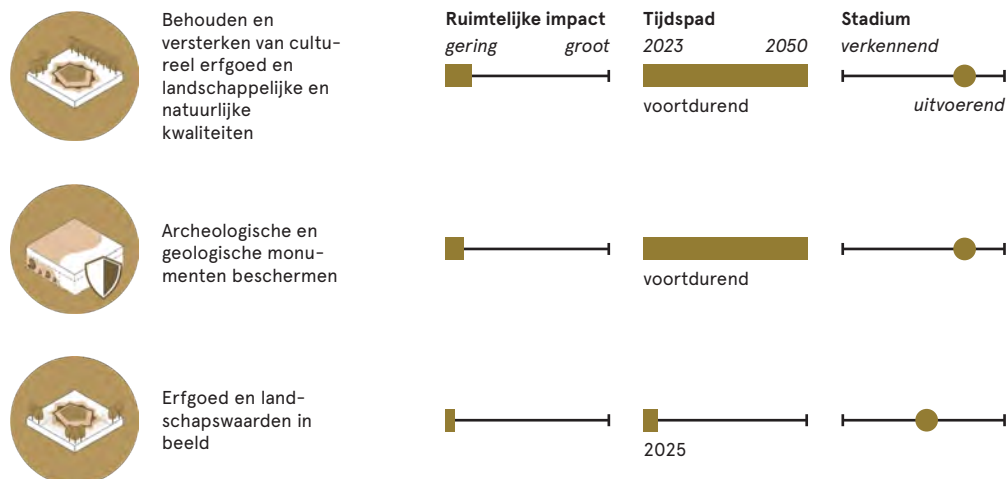 Behouden en
versterken van cultu-
reel erfgoed en
landschappelijke en
natuurlijke
kwaliteiten
Ruimtelijke impact
gering groot
Tijdspad
2023 2050
voortdurend
Stadium
verkennend
uitvoerend
Archeologische en
geologische monu-
menten beschermen
voortdurend
Erfgoed en land-
schapswaarden in
beeld
2025